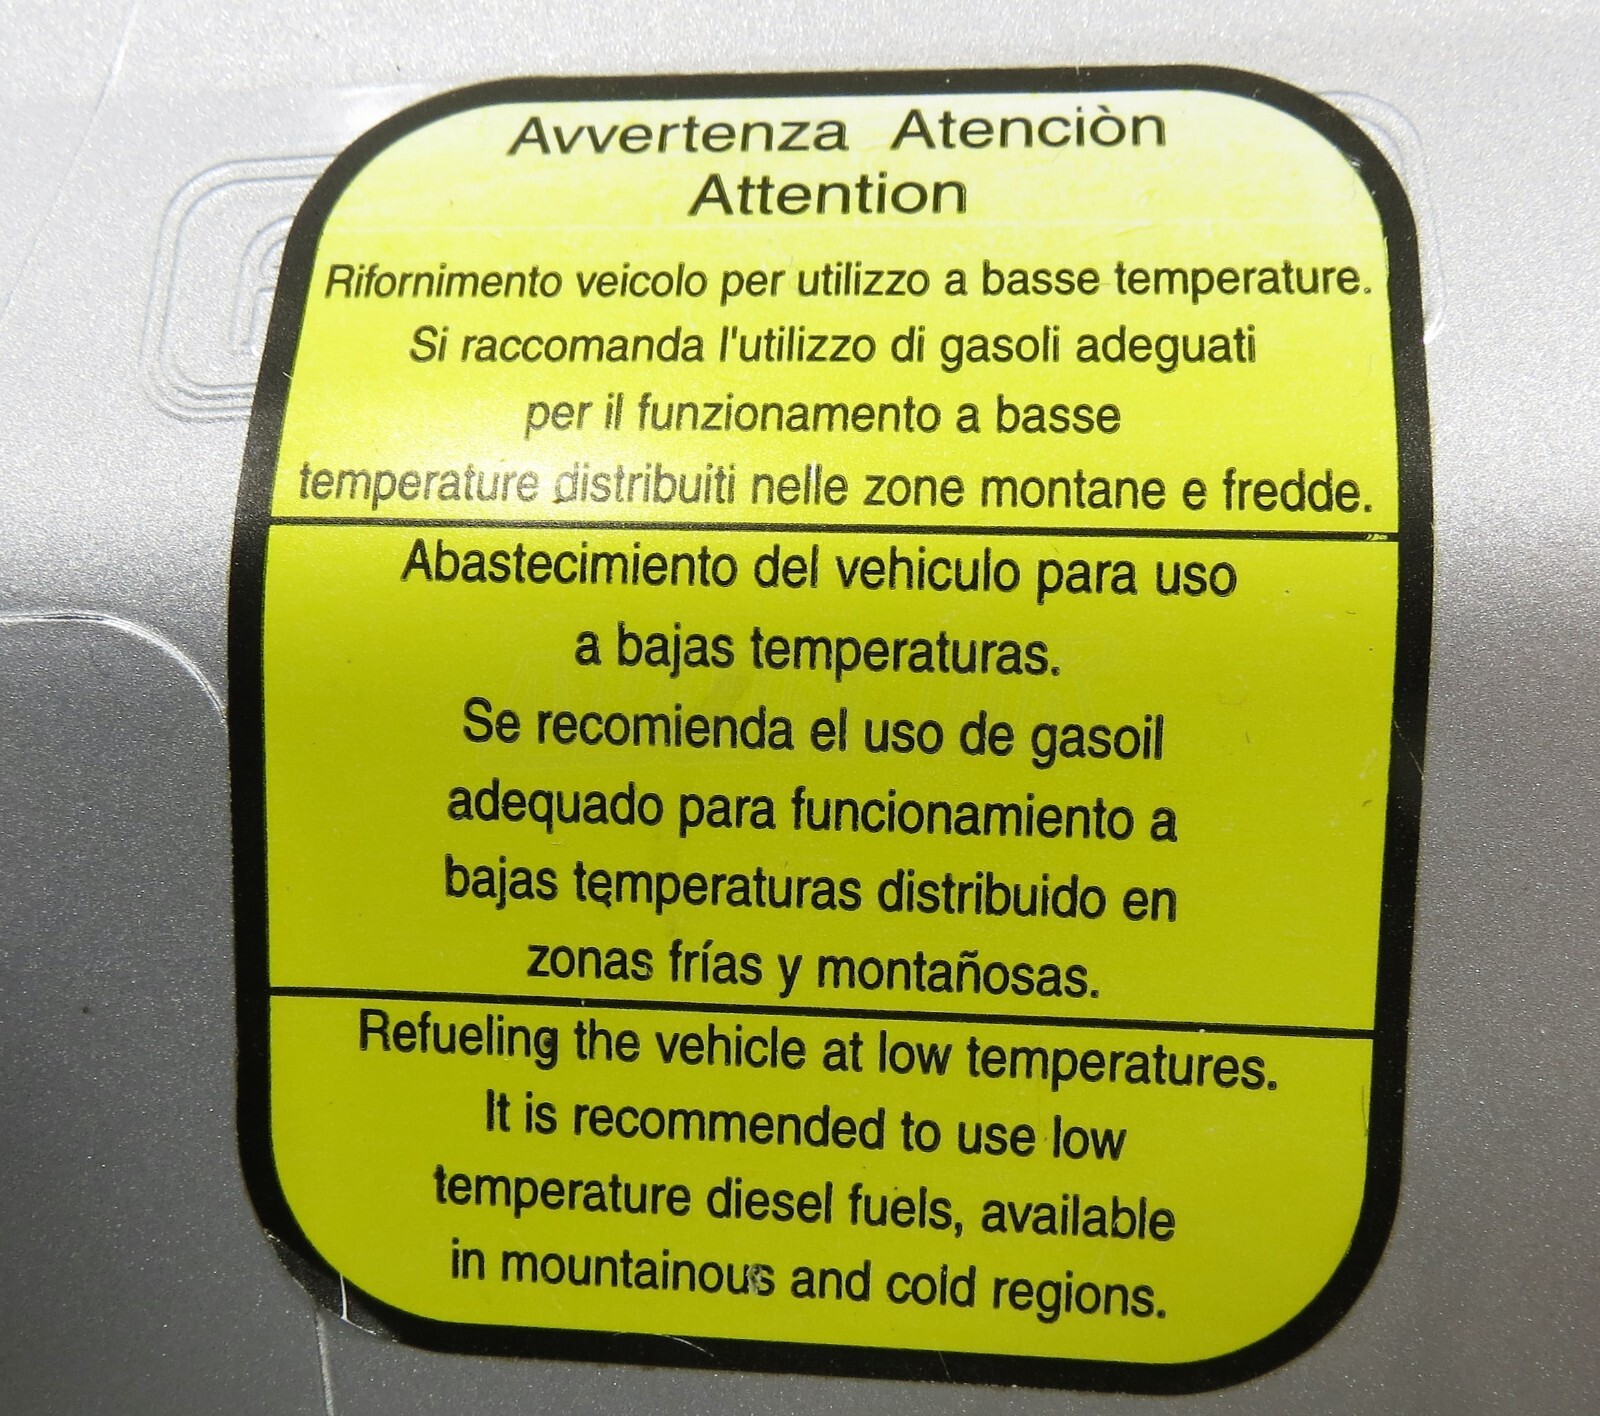 Avvertenza Atenciòn
Attention
Rifornimento veicolo per utilizzo a basse temperature.
Si raccomanda l'utilizzo di gasoli adeguati
per il funzionamento a basse
temperature distribuiti nelle zone montane e fredde.
Abastecimiento del vehiculo para uso
a bajas temperaturas.
Se recomienda el uso de gasoil
adequado para funcionamiento a
bajas temperaturas distribuido en
zonas frías y montañosas.
Refueling the vehicle at low temperatures.
It is recommended to use low
temperature diesel fuels, available
in mountainous and cold regions.